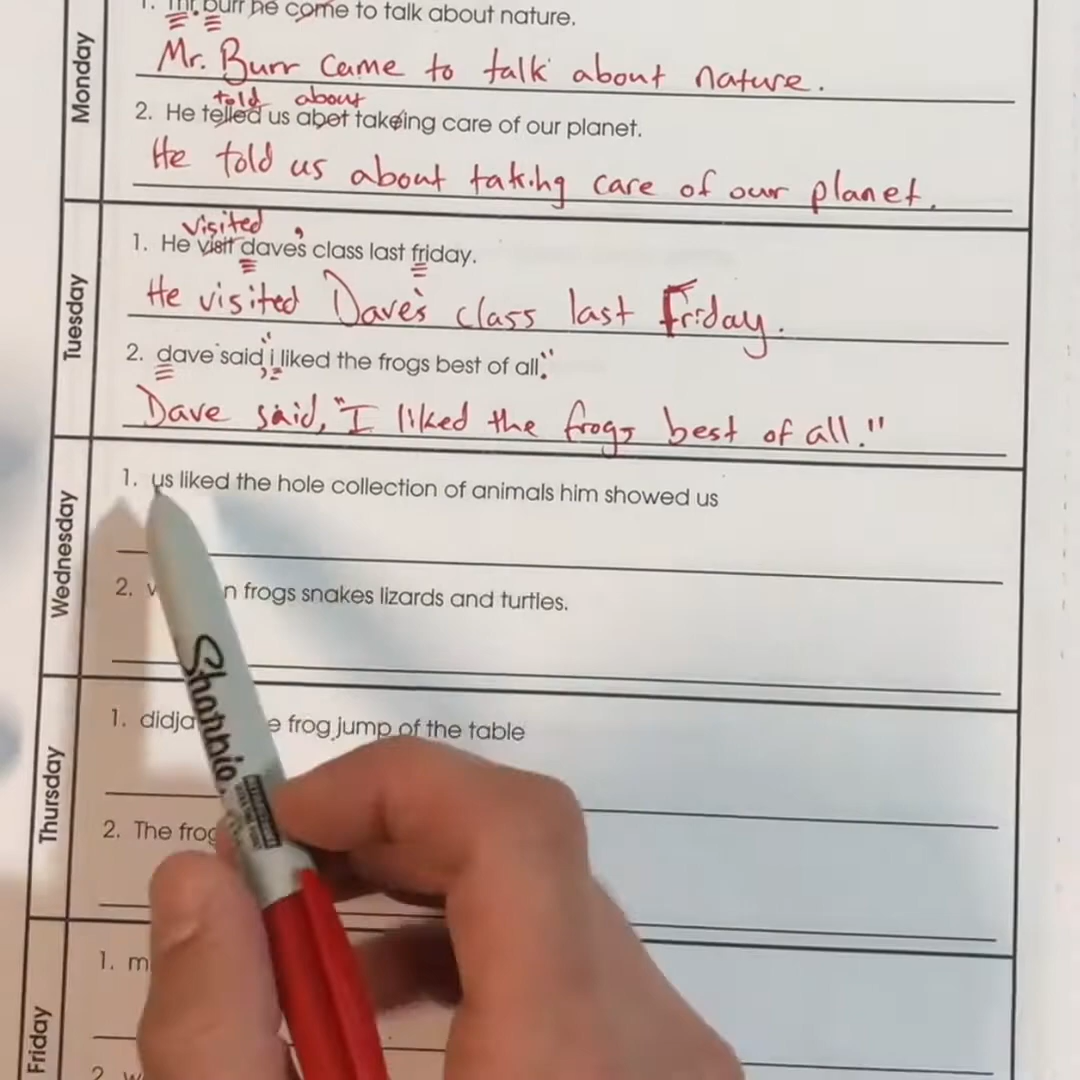 1. mr. burr he come to talk about nature.
Mr. Burr came to talk about nature.
told about
2. He telled us abet takeing care of our planet.
He told us about taking care of our planet.
Monday
visited ,
1. He visit daves class last friday.
He visited Dave's class last Friday.
2. dave said, "i liked the frogs best of all."
Dave said, "I liked the frogs best of all."
Tuesday
1. us liked the hole collection of animals him showed us
2. frogs snakes lizards and turtles.
Wednesday
1. didja frog jump of the table
2. The frog
Thursday
1. m
2. w
Friday
Sharpie